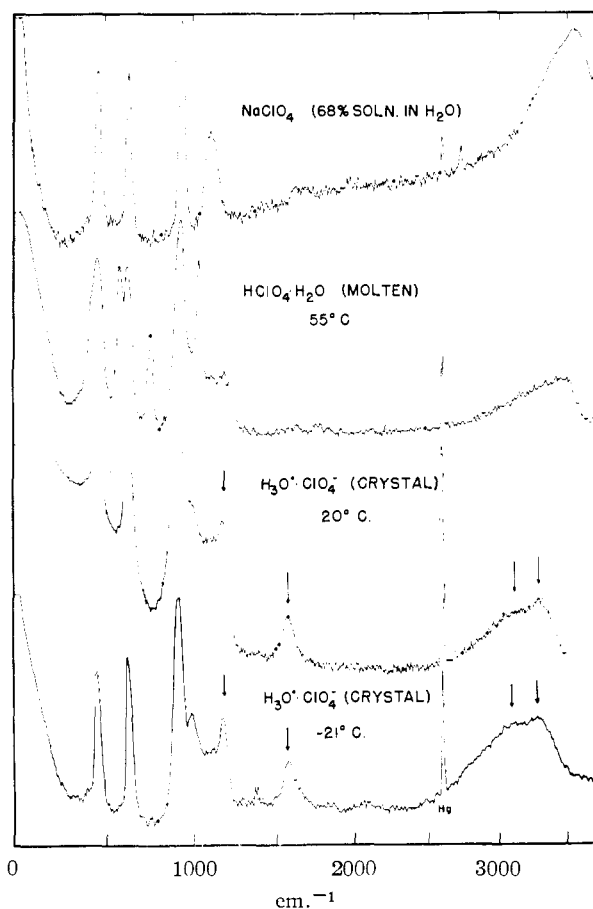 NaClO₄ (68% SOLN. IN H₂O)
HClO₄·H₂O (MOLTEN)
55° C
H₃O⁺·ClO₄⁻ (CRYSTAL)
20° C.
H₃O⁺·ClO₄⁻ (CRYSTAL)
-21° C.
Hg
0 1000 2000 3000
cm.⁻¹